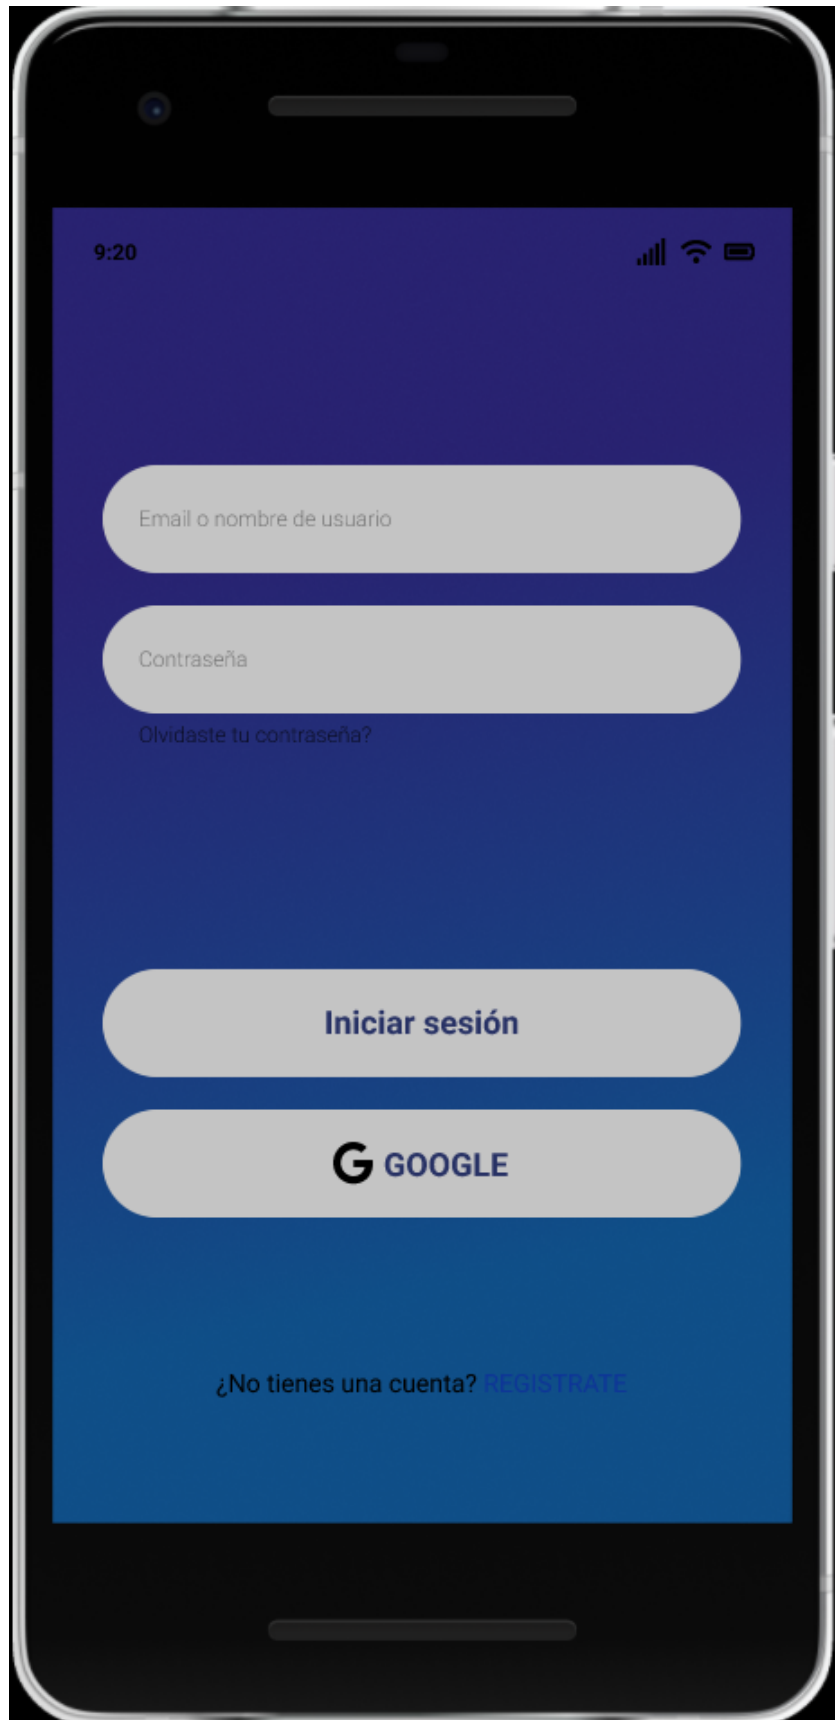 9:20
Email o nombre de usuario
Contraseña
Olvidaste tu contraseña?
Iniciar sesión
G GOOGLE
¿No tienes una cuenta? REGISTRATE